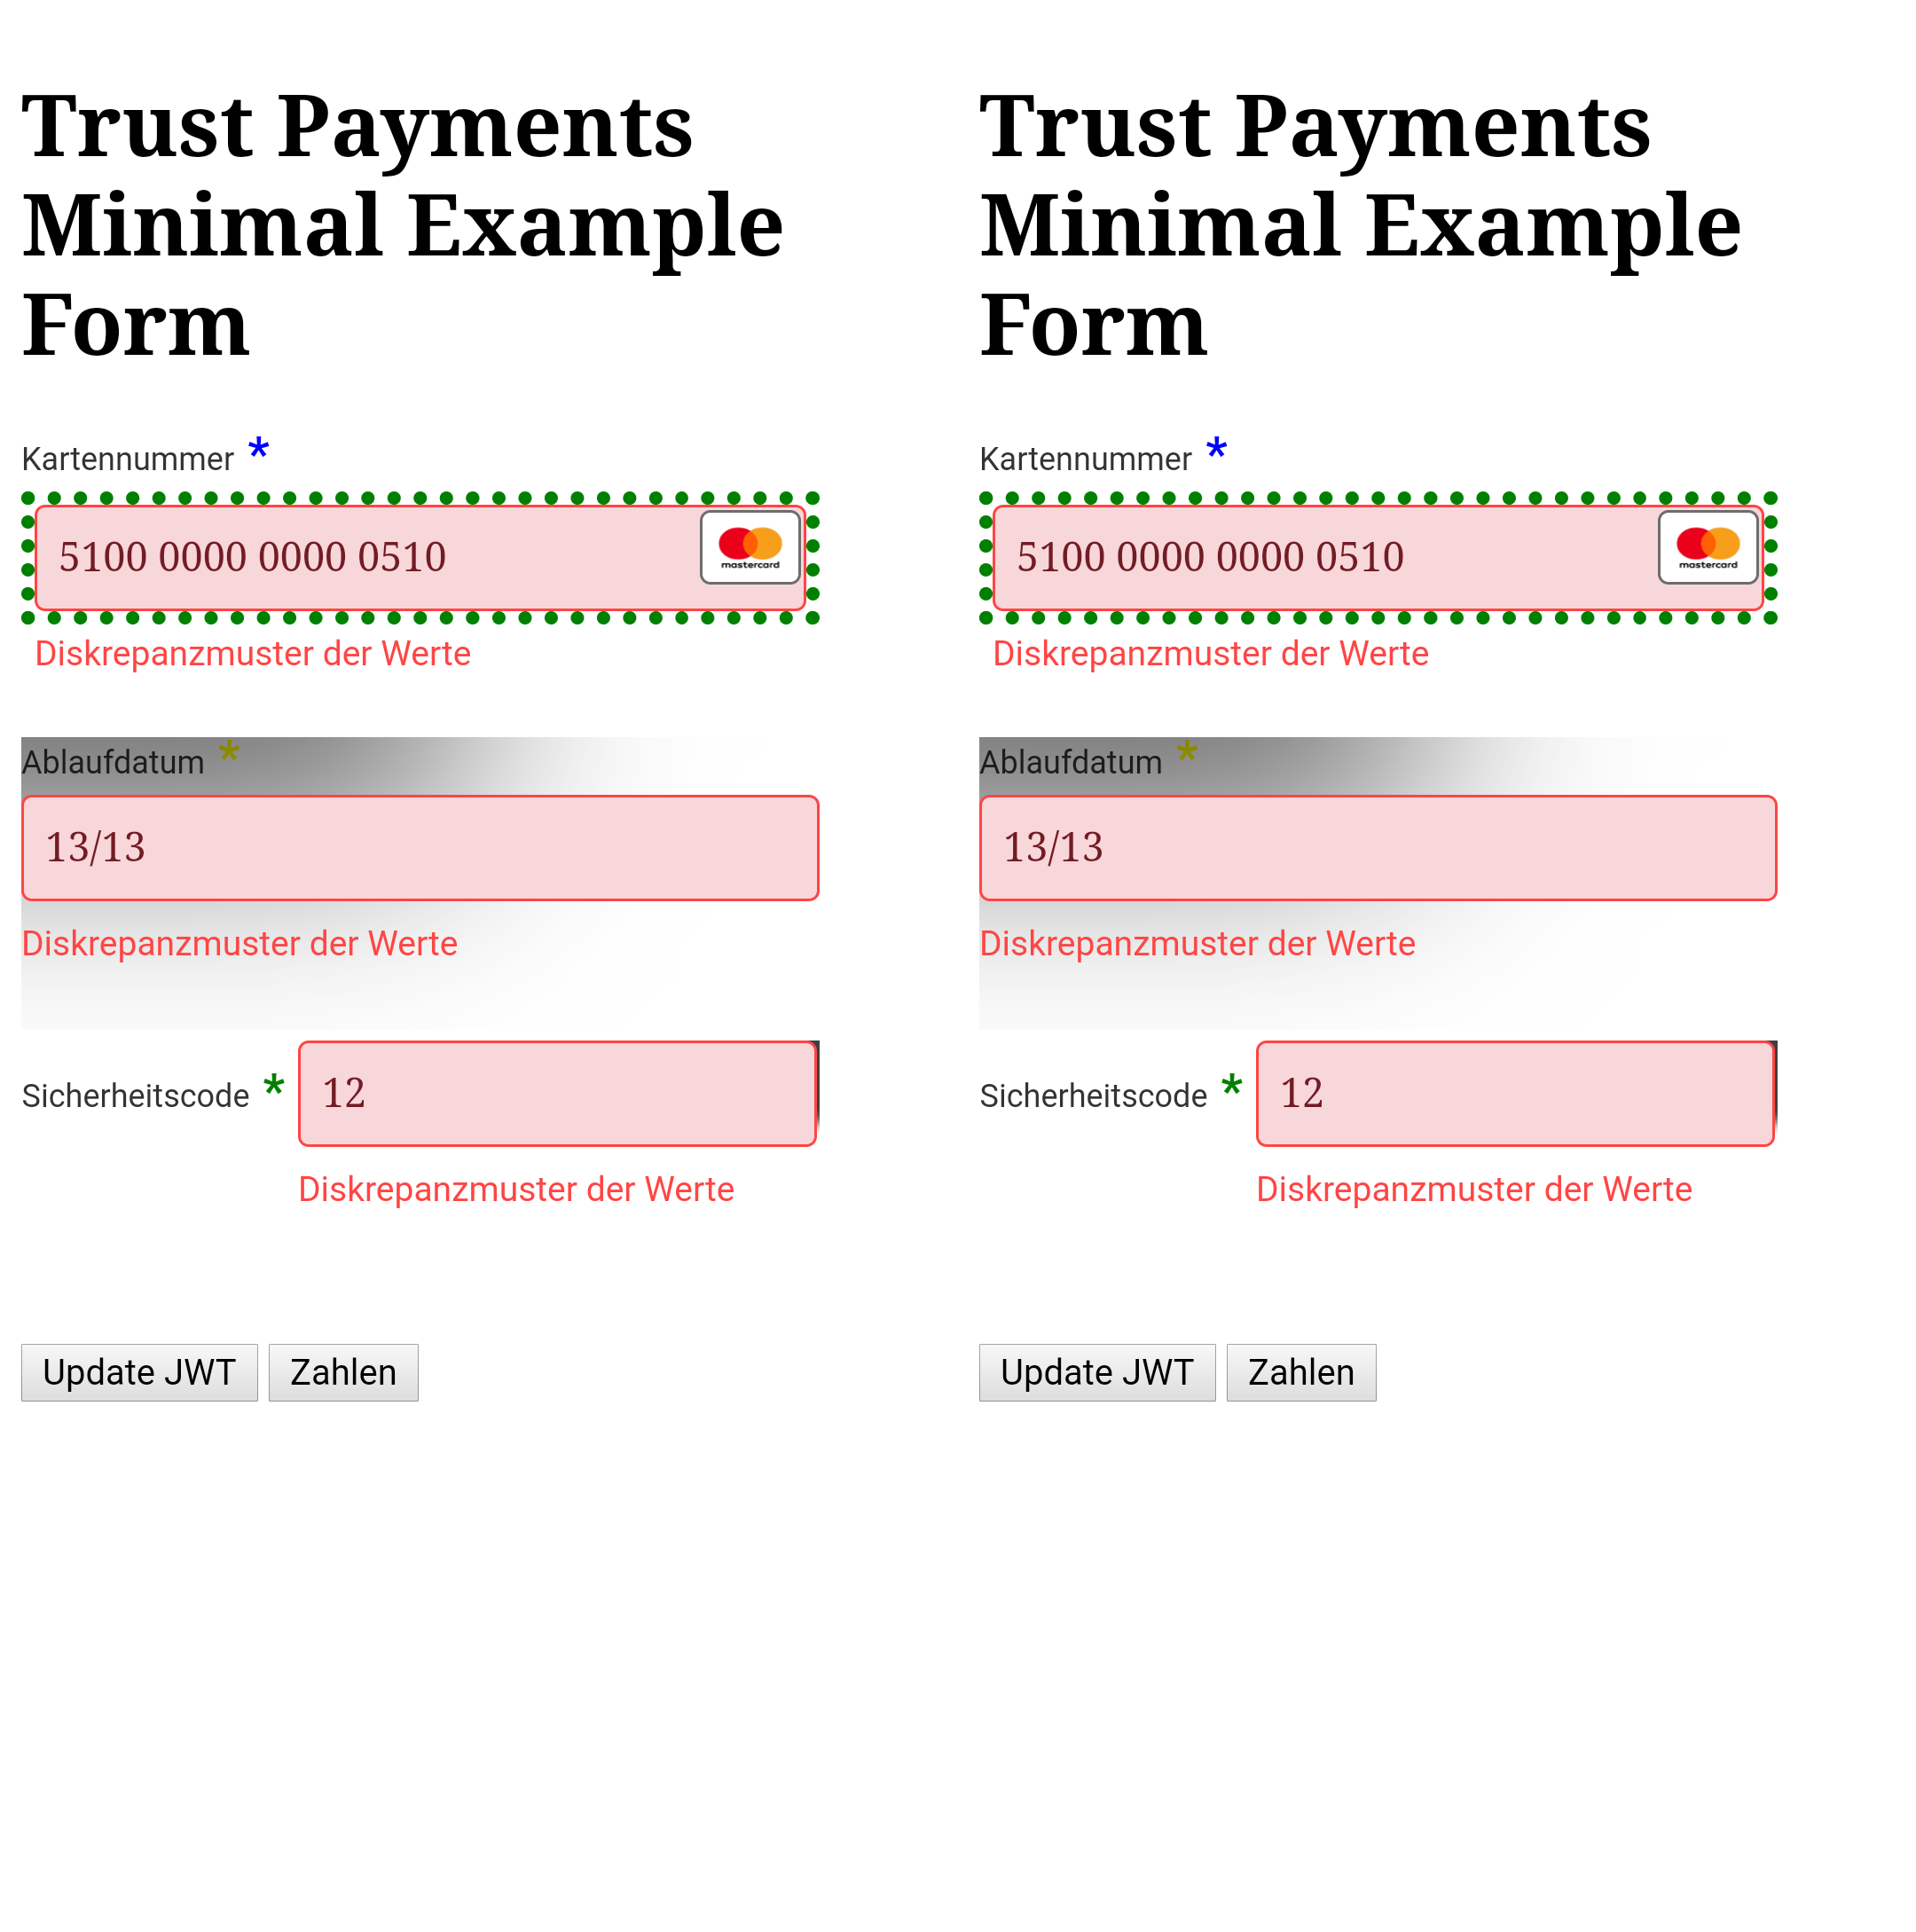 Trust Payments
Minimal Example
Form
Kartennummer *
5100 0000 0000 0510
mastercard
Diskrepanzmuster der Werte
Ablaufdatum *
13/13
Diskrepanzmuster der Werte
Sicherheitscode * 12
Diskrepanzmuster der Werte
Update JWT Zahlen
Trust Payments
Minimal Example
Form
Kartennummer *
5100 0000 0000 0510
mastercard
Diskrepanzmuster der Werte
Ablaufdatum *
13/13
Diskrepanzmuster der Werte
Sicherheitscode * 12
Diskrepanzmuster der Werte
Update JWT Zahlen